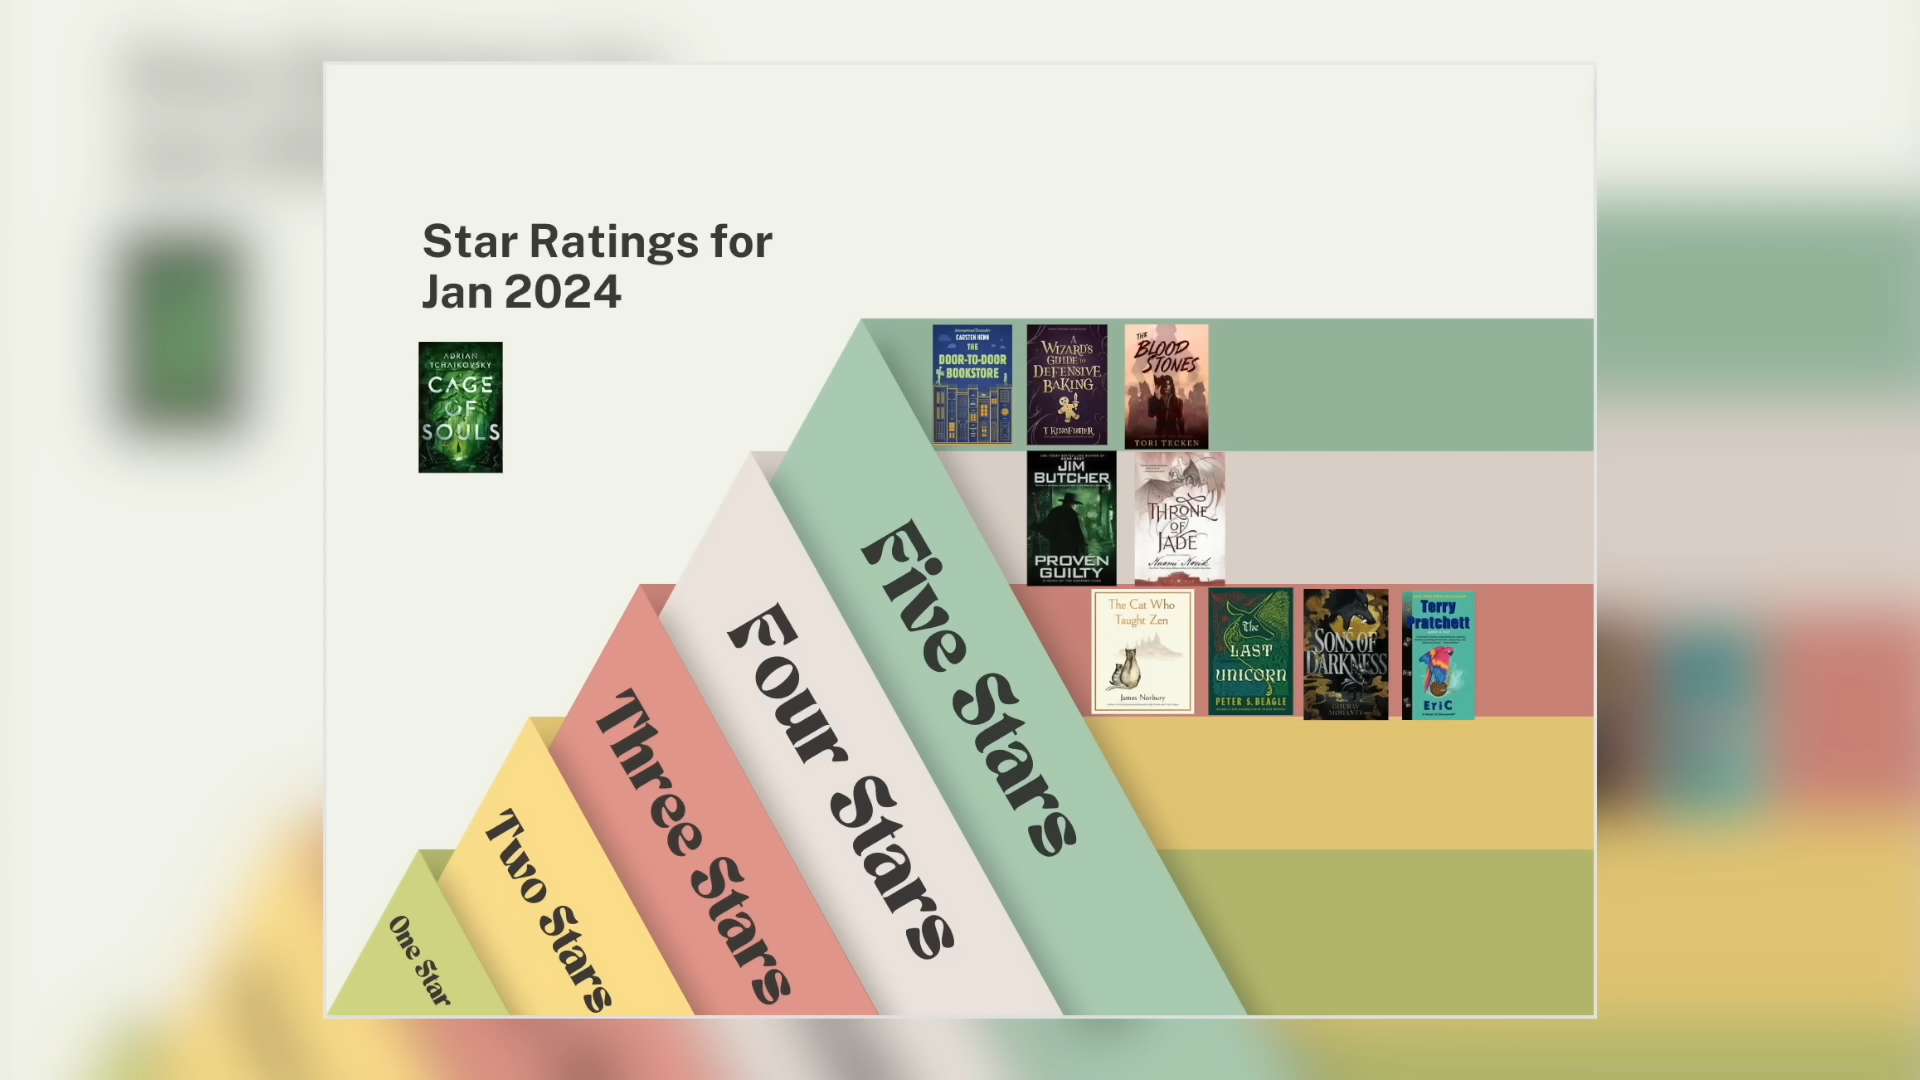 Star Ratings for
Jan 2024
ADRIAN
TCHAIKOVSKY
CAGE
OF
SOULS
International Bestseller
CARSTEN HENN
THE
DOOR-TO-DOOR
BOOKSTORE
A
WIZARD'S
GUIDE TO
DEFENSIVE
BAKING
T. KINGFISHER
THE
BLOOD
STONES
TORI TECKEN
JIM
BUTCHER
PROVEN
GUILTY
THRONE
OF
JADE
Naomi Novik
The Cat Who
Taught Zen
James Norbury
The
LAST
UNICORN
PETER S. BEAGLE
SONS OF
DARKNESS
GOURAV
MOHANTY
Terry
Pratchett
Eric
Five Stars
Four Stars
Three Stars
Two Stars
One Star